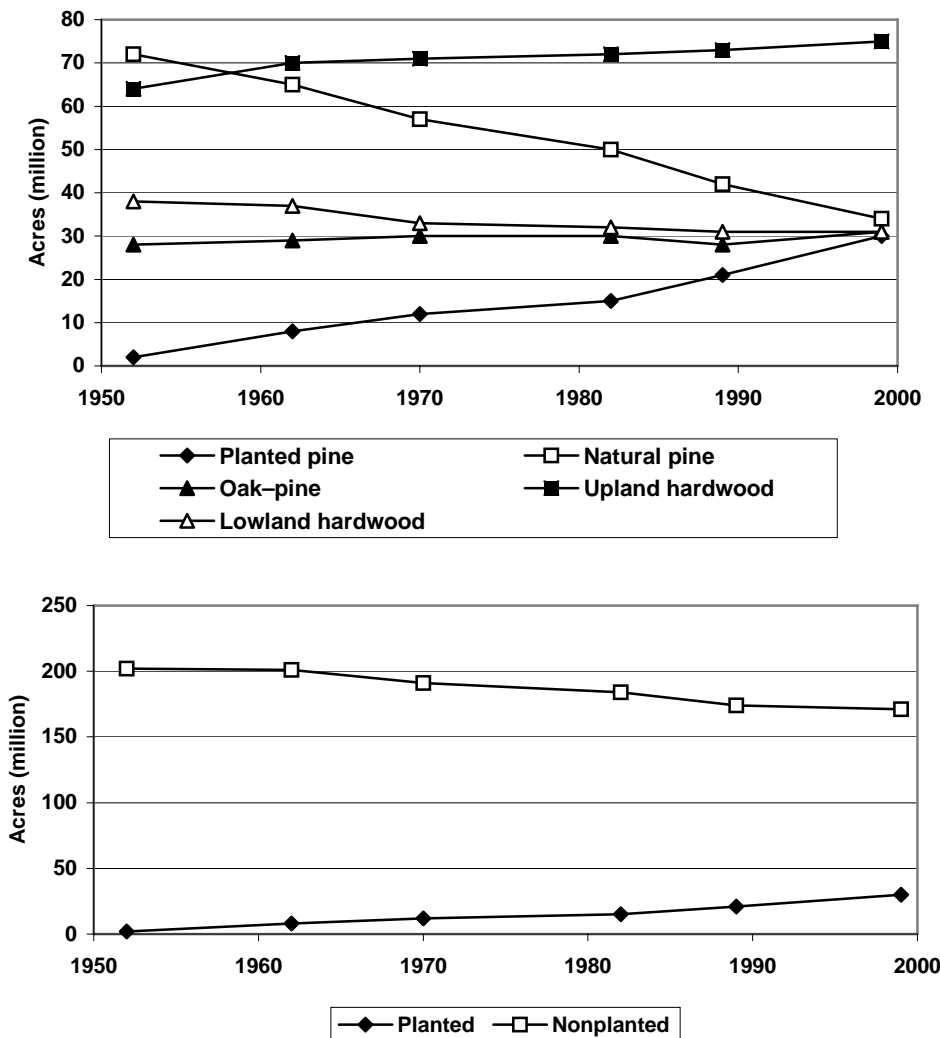 80
70
60
50
40
30
20
10
0
Acres (million)
1950 1960 1970 1980 1990 2000
Planted pine Natural pine
Oak–pine Upland hardwood
Lowland hardwood
250
200
150
100
50
0
Acres (million)
1950 1960 1970 1980 1990 2000
Planted Nonplanted